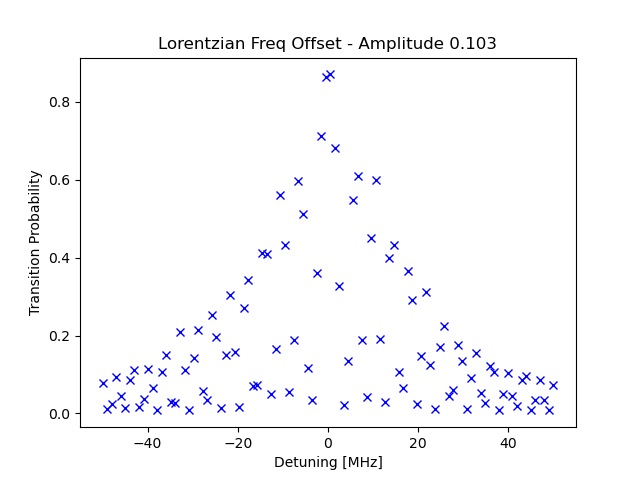 Lorentzian Freq Offset - Amplitude 0.103
Transition Probability
0.8
0.6
0.4
0.2
0.0
−40 −20 0 20 40
Detuning [MHz]